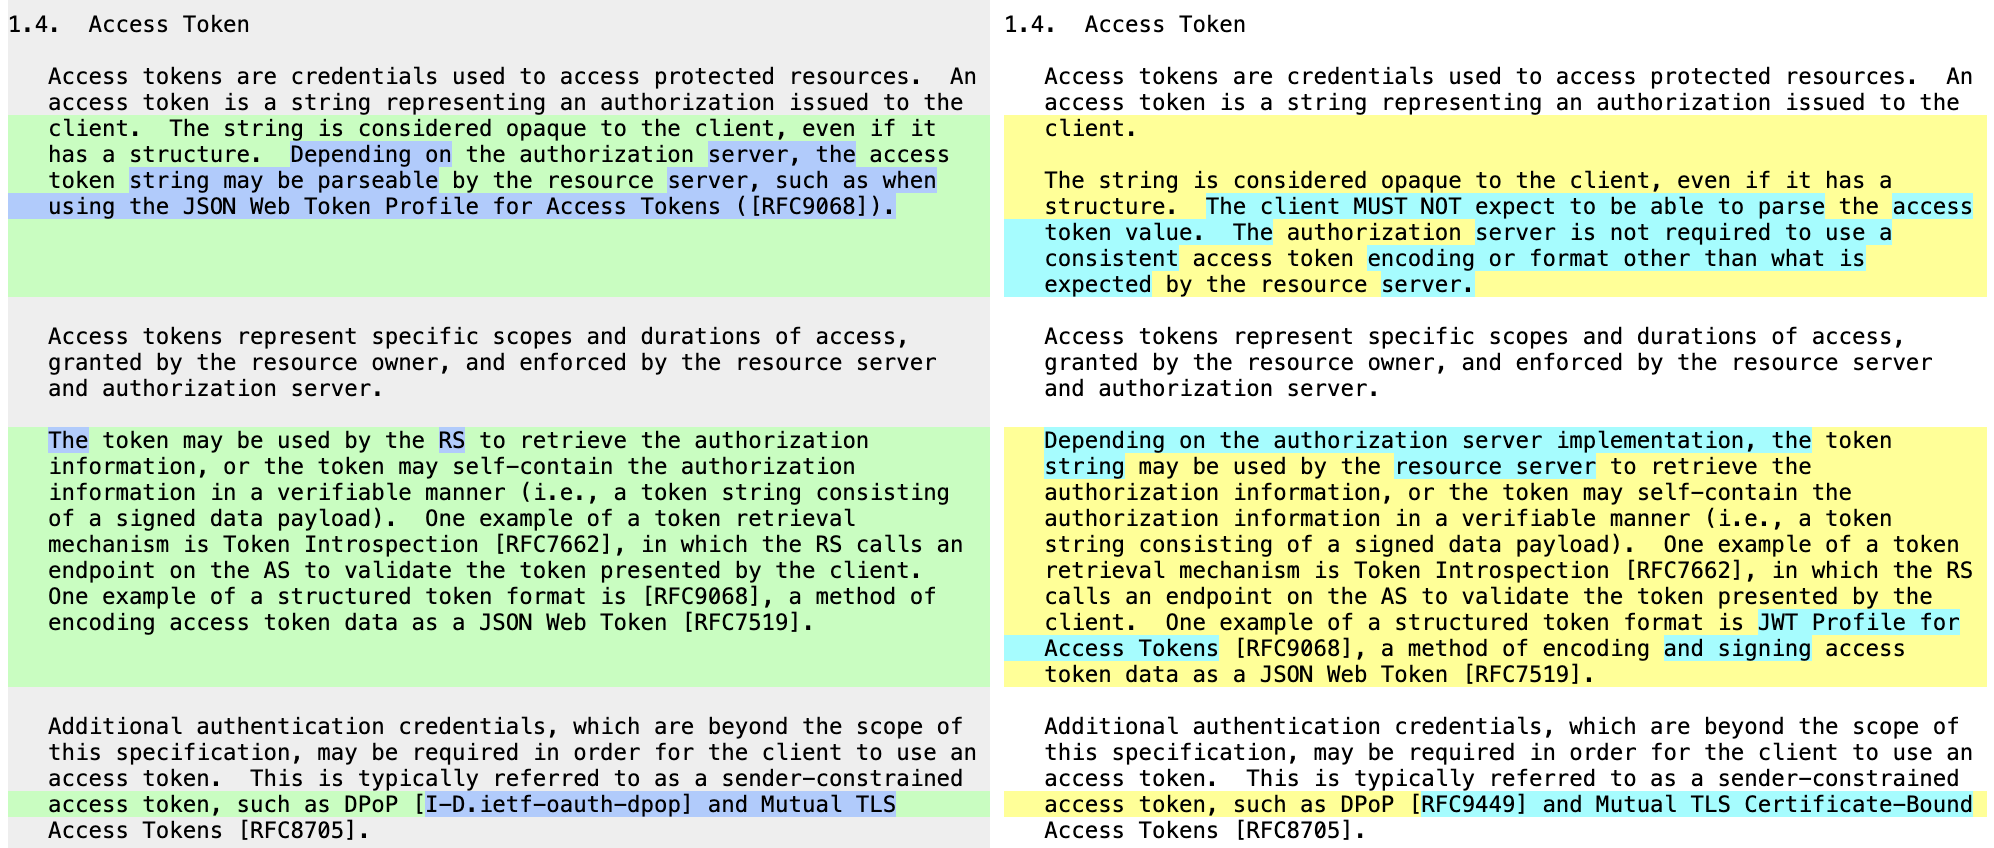 1.4.  Access Token
Access tokens are credentials used to access protected resources.  An
access token is a string representing an authorization issued to the
client.  The string is considered opaque to the client, even if it
has a structure.  Depending on the authorization server, the access
token string may be parseable by the resource server, such as when
using the JSON Web Token Profile for Access Tokens ([RFC9068]).
Access tokens represent specific scopes and durations of access,
granted by the resource owner, and enforced by the resource server
and authorization server.
The token may be used by the RS to retrieve the authorization
information, or the token may self-contain the authorization
information in a verifiable manner (i.e., a token string consisting
of a signed data payload).  One example of a token retrieval
mechanism is Token Introspection [RFC7662], in which the RS calls an
endpoint on the AS to validate the token presented by the client.
One example of a structured token format is [RFC9068], a method of
encoding access token data as a JSON Web Token [RFC7519].
Additional authentication credentials, which are beyond the scope of
this specification, may be required in order for the client to use an
access token.  This is typically referred to as a sender-constrained
access token, such as DPoP [I-D.ietf-oauth-dpop] and Mutual TLS
Access Tokens [RFC8705].
1.4.  Access Token
Access tokens are credentials used to access protected resources.  An
access token is a string representing an authorization issued to the
client.
The string is considered opaque to the client, even if it has a
structure.  The client MUST NOT expect to be able to parse the access
token value.  The authorization server is not required to use a
consistent access token encoding or format other than what is
expected by the resource server.
Access tokens represent specific scopes and durations of access,
granted by the resource owner, and enforced by the resource server
and authorization server.
Depending on the authorization server implementation, the token
string may be used by the resource server to retrieve the
authorization information, or the token may self-contain the
authorization information in a verifiable manner (i.e., a token
string consisting of a signed data payload).  One example of a token
retrieval mechanism is Token Introspection [RFC7662], in which the RS
calls an endpoint on the AS to validate the token presented by the
client.  One example of a structured token format is JWT Profile for
Access Tokens [RFC9068], a method of encoding and signing access
token data as a JSON Web Token [RFC7519].
Additional authentication credentials, which are beyond the scope of
this specification, may be required in order for the client to use an
access token.  This is typically referred to as a sender-constrained
access token, such as DPoP [RFC9449] and Mutual TLS Certificate-Bound
Access Tokens [RFC8705].